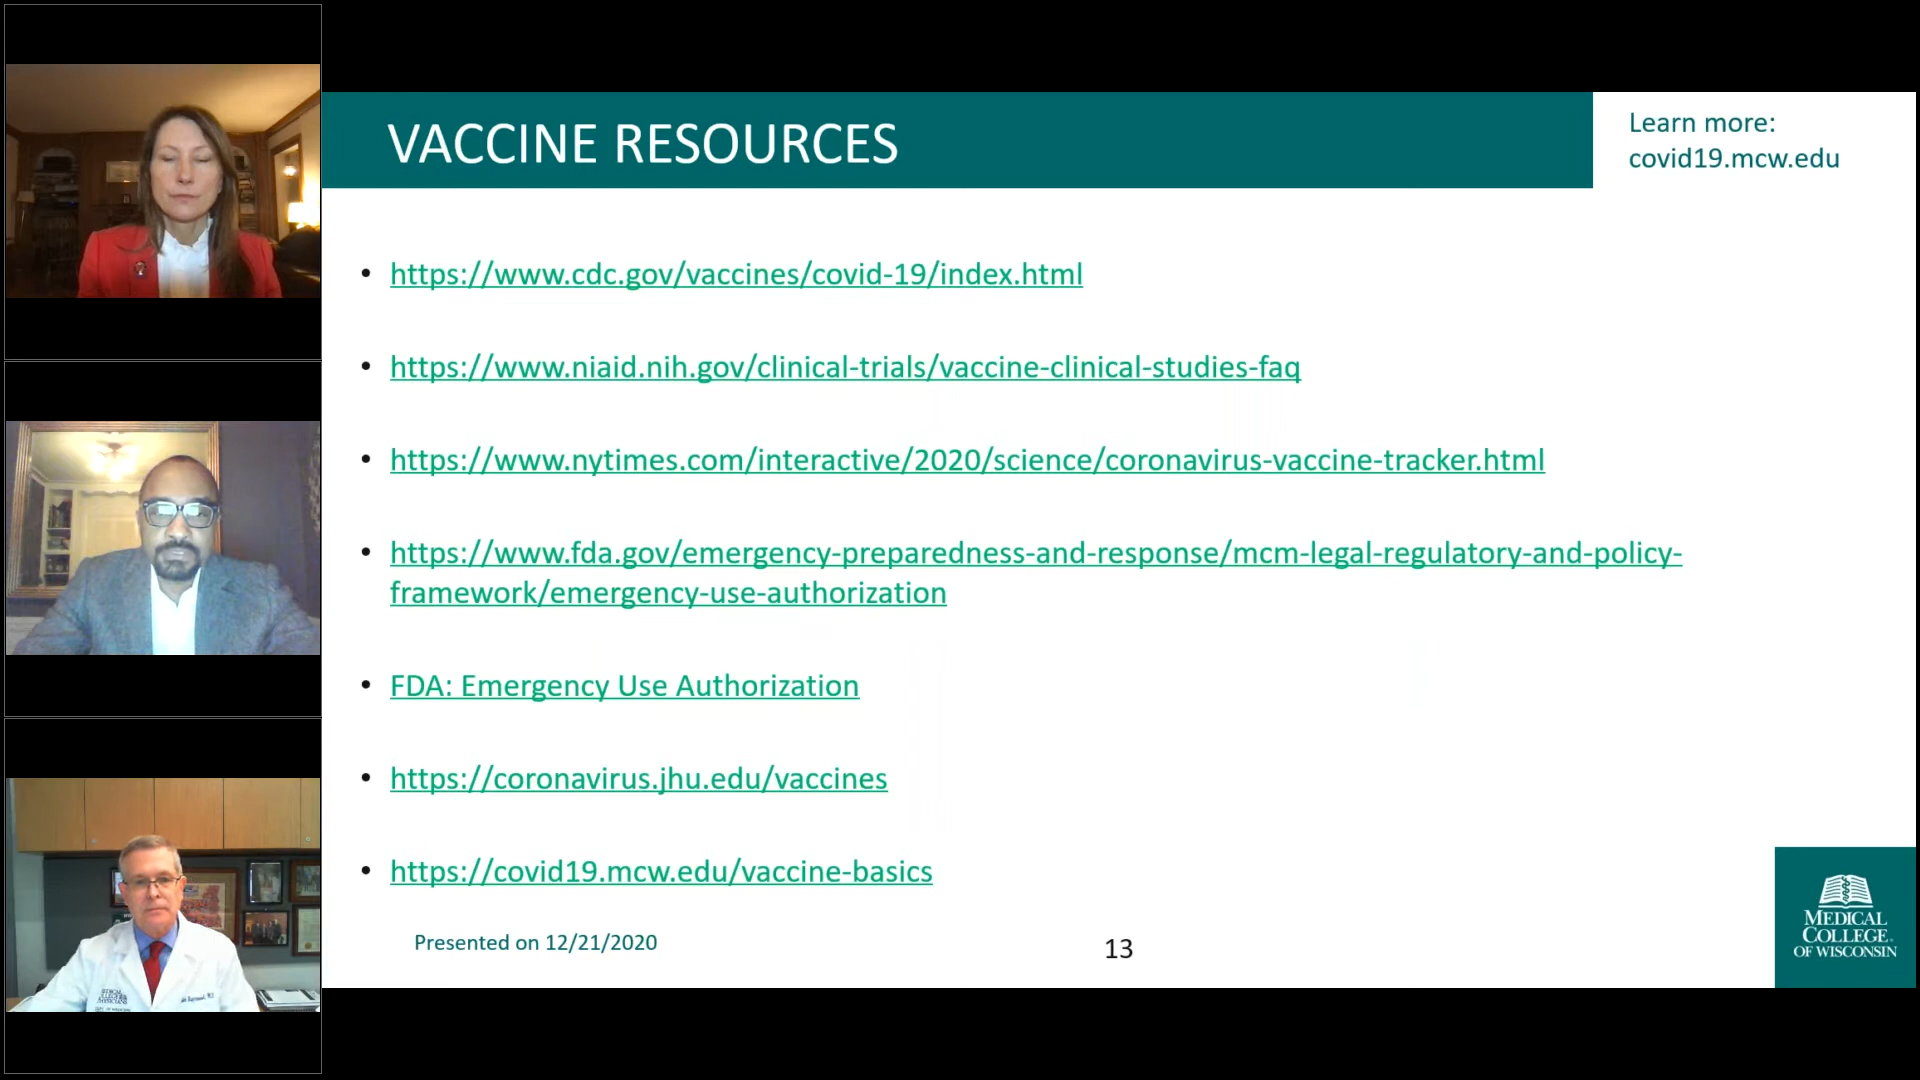 VACCINE RESOURCES
Learn more:
covid19.mcw.edu
• https://www.cdc.gov/vaccines/covid-19/index.html
• https://www.niaid.nih.gov/clinical-trials/vaccine-clinical-studies-faq
• https://www.nytimes.com/interactive/2020/science/coronavirus-vaccine-tracker.html
• https://www.fda.gov/emergency-preparedness-and-response/mcm-legal-regulatory-and-policy-
framework/emergency-use-authorization
• FDA: Emergency Use Authorization
• https://coronavirus.jhu.edu/vaccines
• https://covid19.mcw.edu/vaccine-basics
Presented on 12/21/2020
13
MEDICAL
COLLEGE
OF WISCONSIN